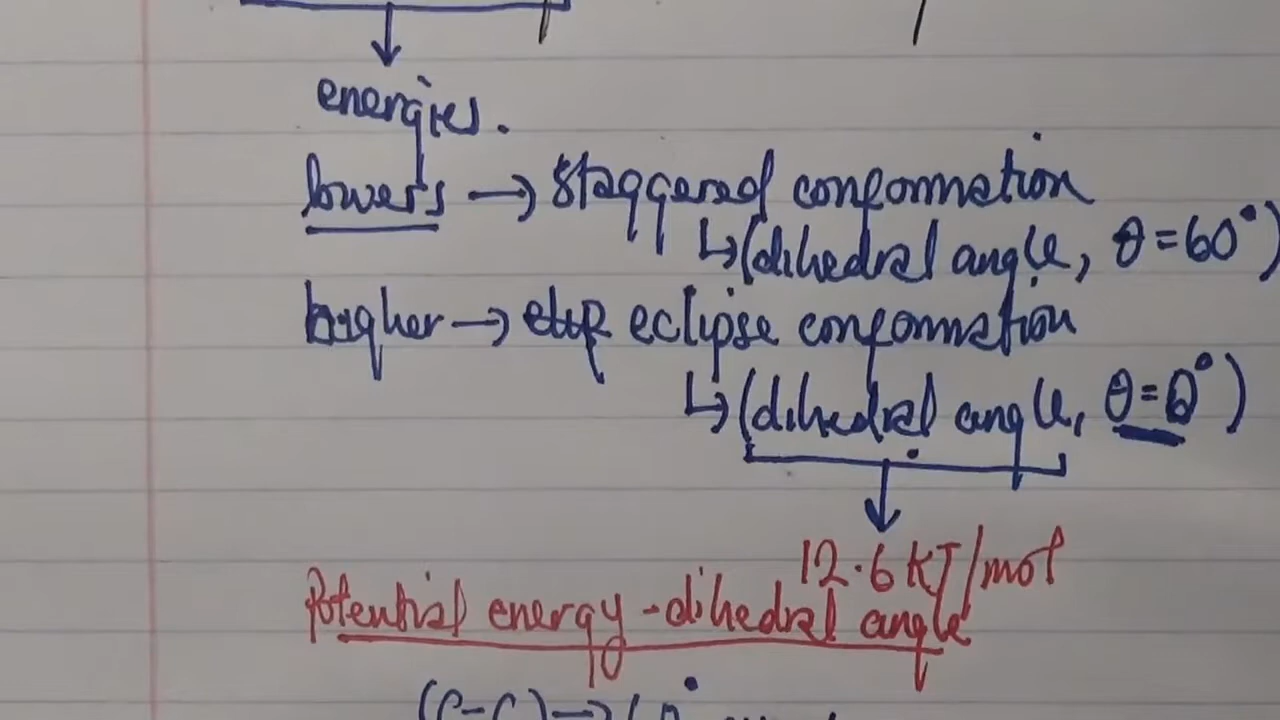 energies.
lowers → staggered conformation
↳ (dihedral angle, θ = 60°)
higher → eclipse conformation
↳ (dihedral angle, θ = 0°)
12.6 KJ/mol
Potential energy - dihedral angle
(C-C) →